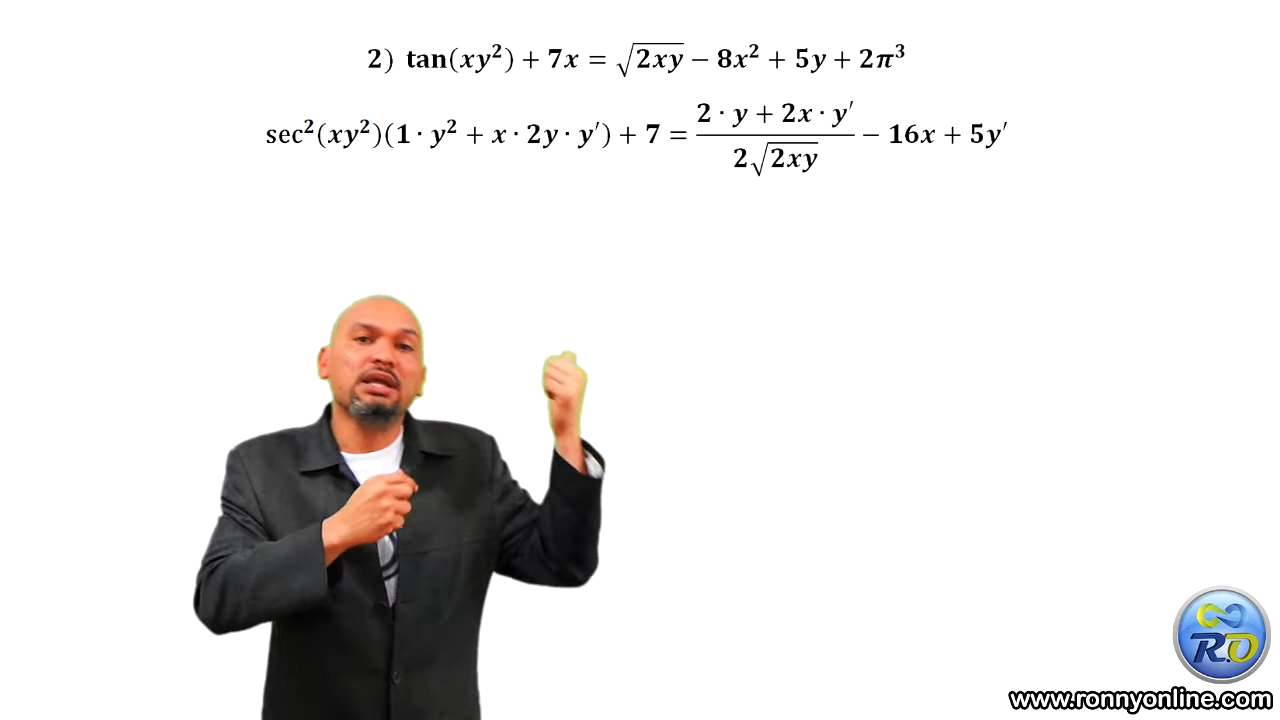 2) tan(xy²) + 7x = √2xy − 8x² + 5y + 2π³
sec²(xy²)(1 · y² + x · 2y · y′) + 7 = (2 · y + 2x · y′)/(2√2xy) − 16x + 5y′
R.O
www.ronnyonline.com